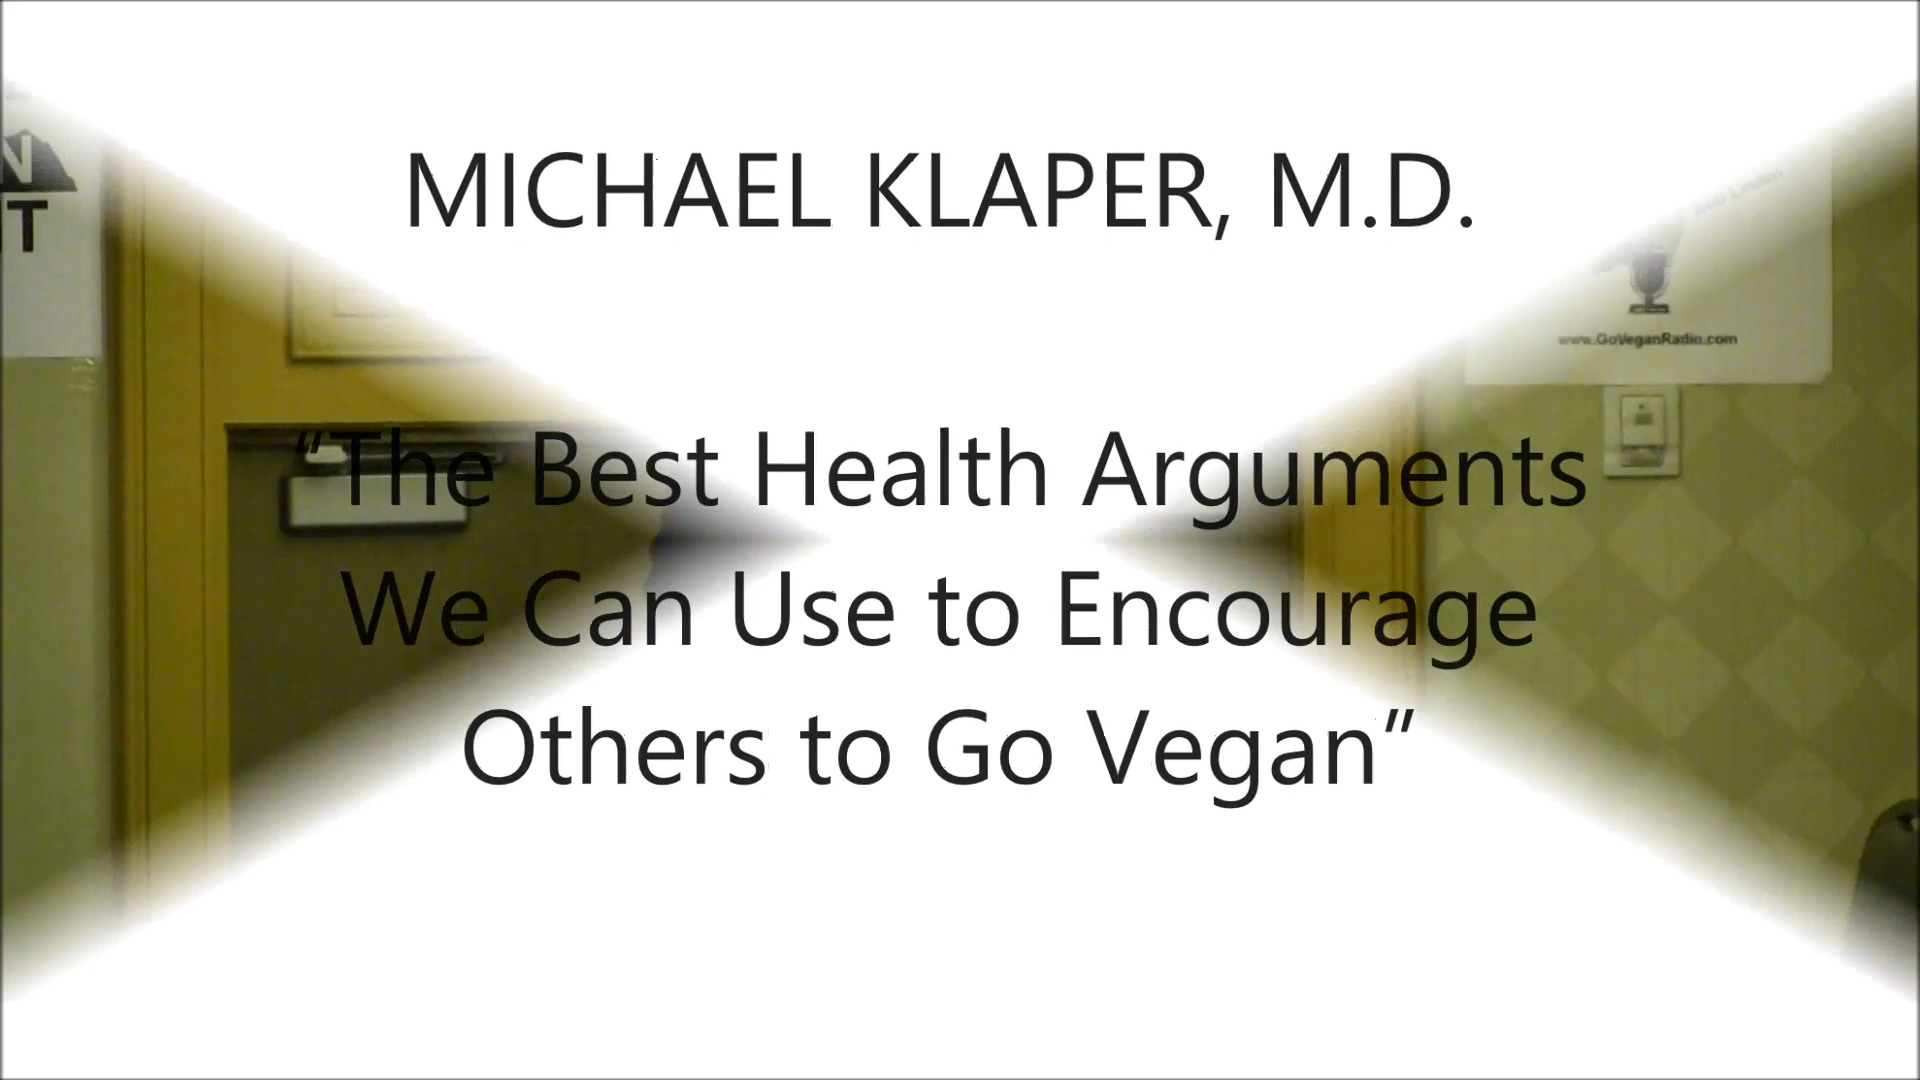 MICHAEL KLAPER, M.D.
“The Best Health Arguments
We Can Use to Encourage
Others to Go Vegan”
N
T
www.GoVeganRadio.com